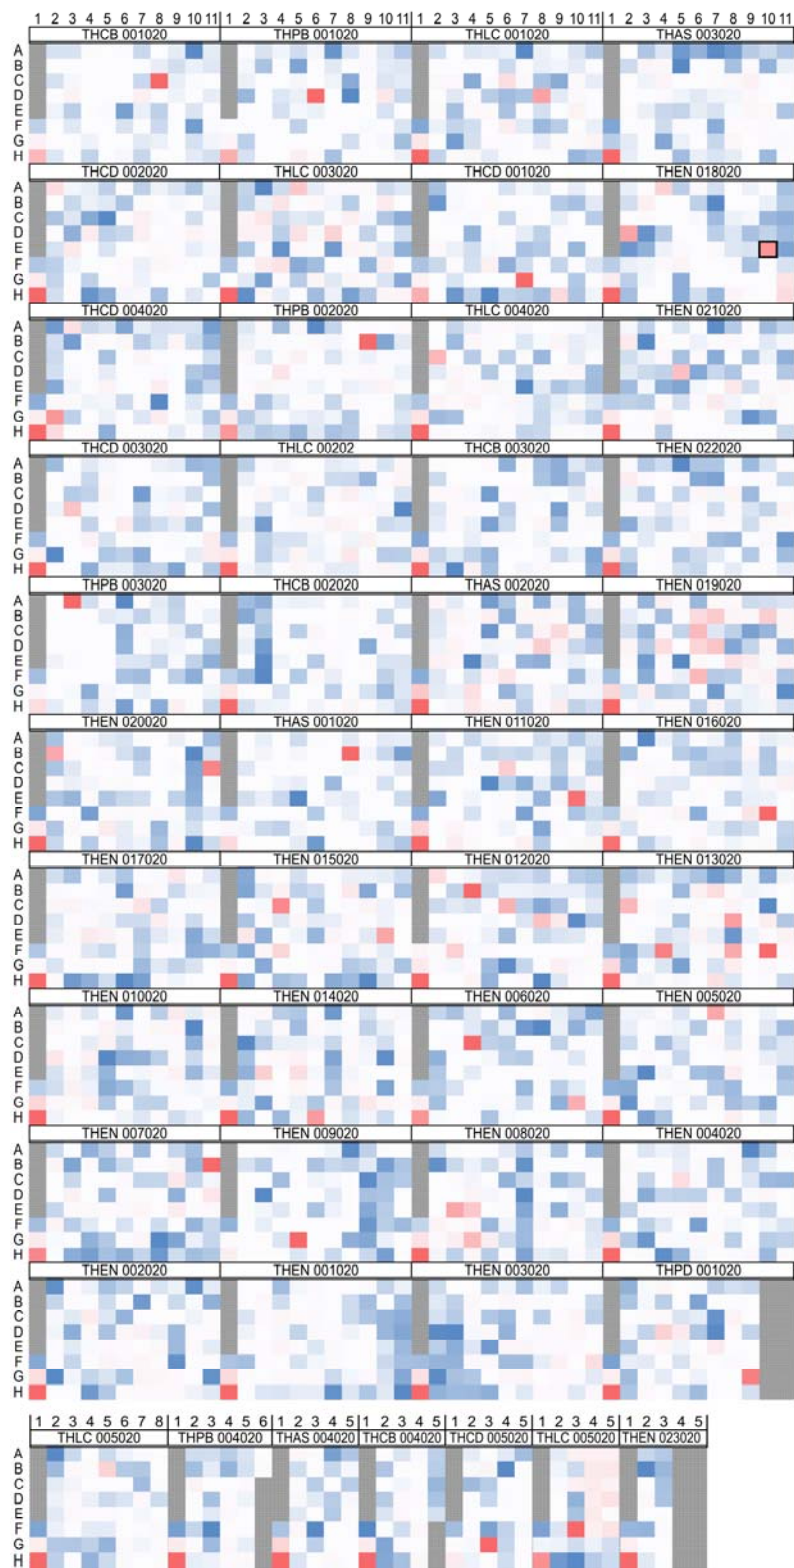 1 2 3 4 5 6 7 8 9 10 11 1 2 3 4 5 6 7 8 9 10 11 1 2 3 4 5 6 7 8 9 10 11 1 2 3 4 5 6 7 8 9 10 11
THCB 001020 THPB 001020 THLC 001020 THAS 003020
A
B
C
D
E
F
G
H
THCD 002020 THLC 003020 THCD 001020 THEN 018020
A
B
C
D
E
F
G
H
THCD 004020 THPB 002020 THLC 004020 THEN 021020
A
B
C
D
E
F
G
H
THCD 003020 THLC 00202 THCB 003020 THEN 022020
A
B
C
D
E
F
G
H
THPB 003020 THCB 002020 THAS 002020 THEN 019020
A
B
C
D
E
F
G
H
THEN 020020 THAS 001020 THEN 011020 THEN 016020
A
B
C
D
E
F
G
H
THEN 017020 THEN 015020 THEN 012020 THEN 013020
A
B
C
D
E
F
G
H
THEN 010020 THEN 014020 THEN 006020 THEN 005020
A
B
C
D
E
F
G
H
THEN 007020 THEN 009020 THEN 008020 THEN 004020
A
B
C
D
E
F
G
H
THEN 002020 THEN 001020 THEN 003020 THPD 001020
A
B
C
D
E
F
G
H
1 2 3 4 5 6 7 8 1 2 3 4 5 6 1 2 3 4 5 1 2 3 4 5 1 2 3 4 5 1 2 3 4 5 1 2 3 4 5
THLC 005020 THPB 004020 THAS 004020 THCB 004020 THCD 005020 THLC 005020 THEN 023020
A
B
C
D
E
F
G
H